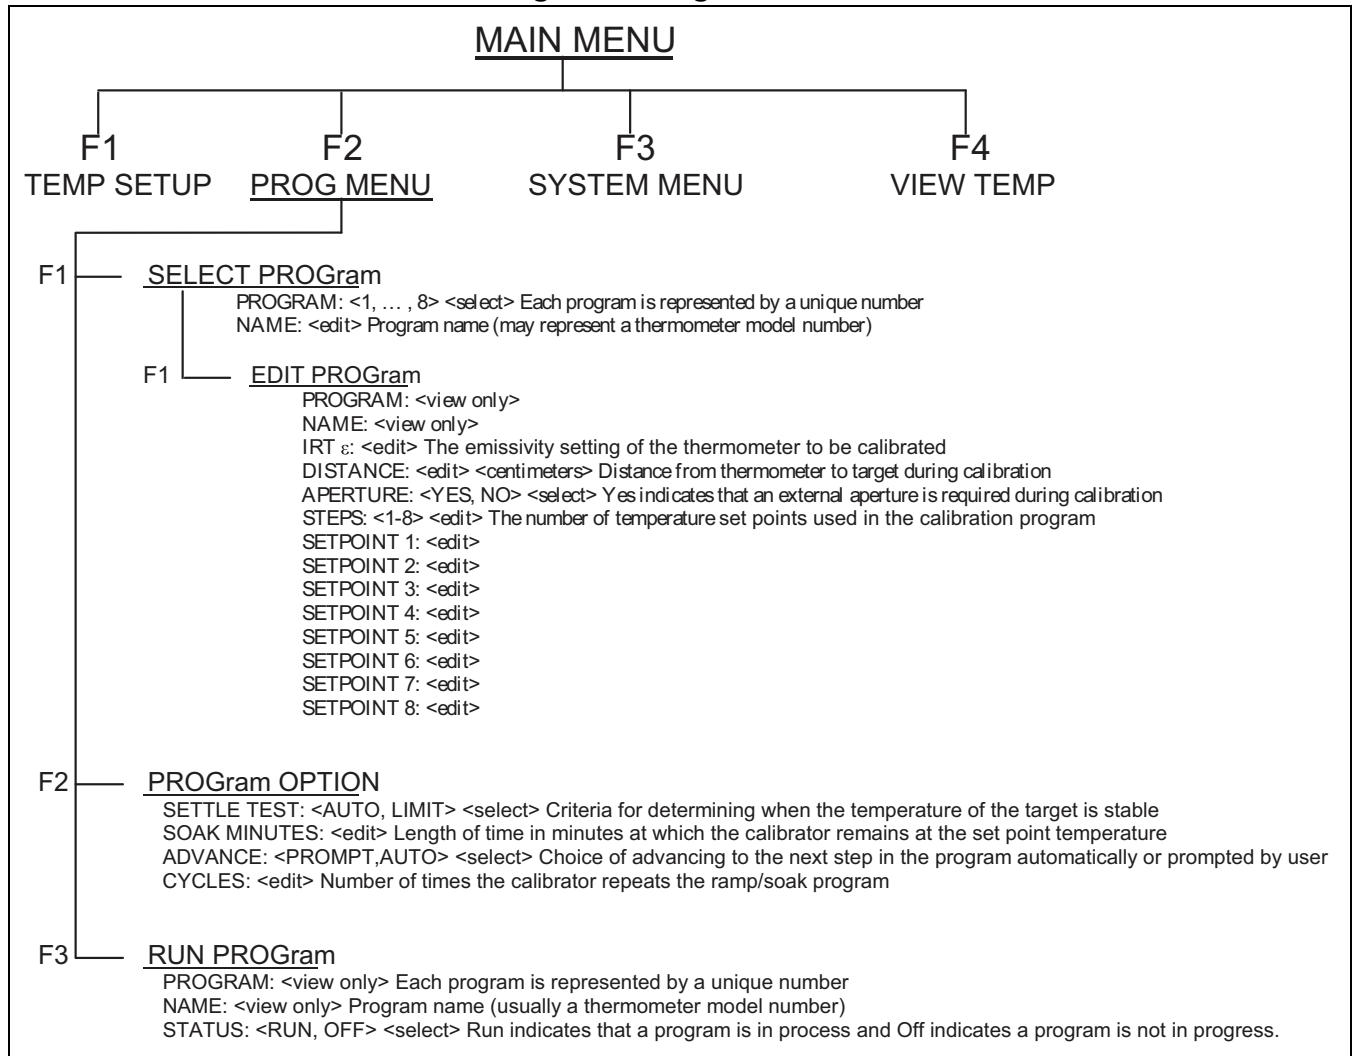 MAIN MENU
F1 F2 F3 F4
TEMP SETUP PROG MENU SYSTEM MENU VIEW TEMP
F1 SELECT PROGram
PROGRAM: <1, … , 8> <select> Each program is represented by a unique number
NAME: <edit> Program name (may represent a thermometer model number)
F1 EDIT PROGram
PROGRAM: <view only>
NAME: <view only>
IRT ε: <edit> The emissivity setting of the thermometer to be calibrated
DISTANCE: <edit> <centimeters> Distance from thermometer to target during calibration
APERTURE: <YES, NO> <select> Yes indicates that an external aperture is required during calibration
STEPS: <1-8> <edit> The number of temperature set points used in the calibration program
SETPOINT 1: <edit>
SETPOINT 2: <edit>
SETPOINT 3: <edit>
SETPOINT 4: <edit>
SETPOINT 5: <edit>
SETPOINT 6: <edit>
SETPOINT 7: <edit>
SETPOINT 8: <edit>
F2 PROGram OPTION
SETTLE TEST: <AUTO, LIMIT> <select> Criteria for determining when the temperature of the target is stable
SOAK MINUTES: <edit> Length of time in minutes at which the calibrator remains at the set point temperature
ADVANCE: <PROMPT,AUTO> <select> Choice of advancing to the next step in the program automatically or prompted by user
CYCLES: <edit> Number of times the calibrator repeats the ramp/soak program
F3 RUN PROGram
PROGRAM: <view only> Each program is represented by a unique number
NAME: <view only> Program name (usually a thermometer model number)
STATUS: <RUN, OFF> <select> Run indicates that a program is in process and Off indicates a program is not in progress.